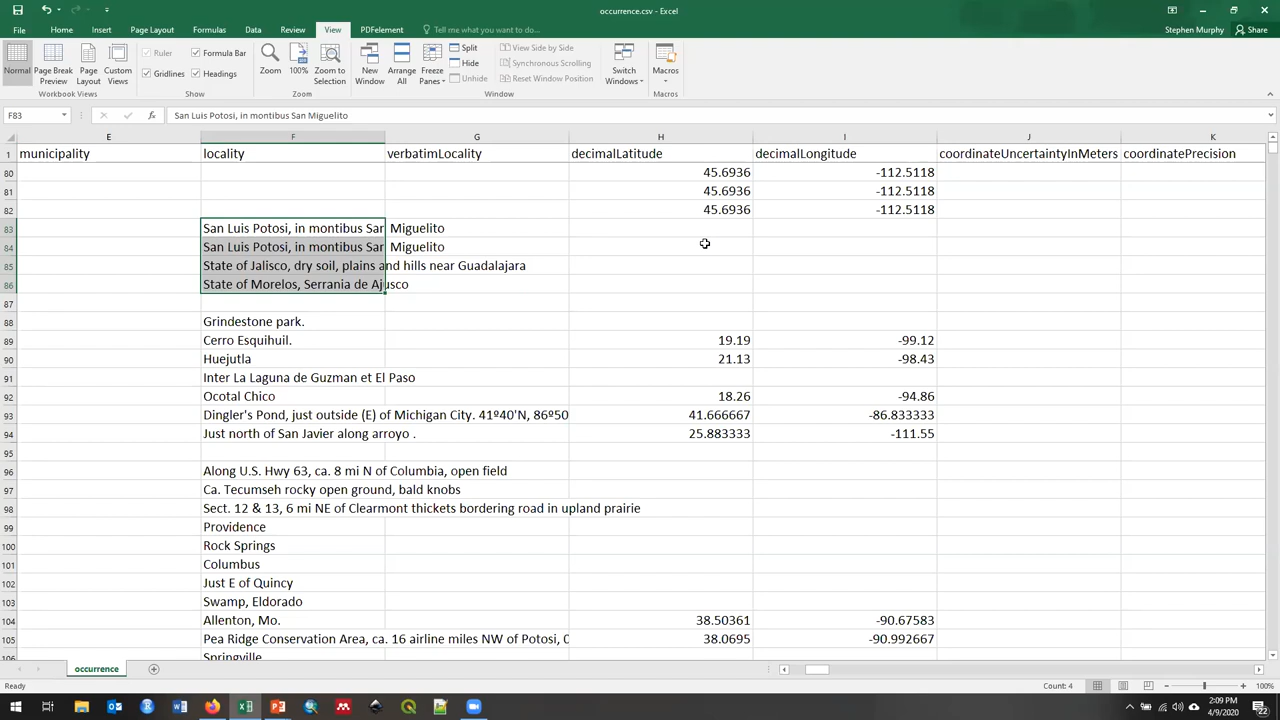 occurrence.csv - Excel
Stephen Murphy
Share
File Home Insert Page Layout Formulas Data Review View PDFelement Tell me what you want to do...
Normal
Page Break Preview
Page Layout
Custom Views
Ruler
Formula Bar
Gridlines
Headings
Zoom
100%
Zoom to Selection
New Window
Arrange All
Freeze Panes
Split
Hide
Unhide
View Side by Side
Synchronous Scrolling
Reset Window Position
Switch Windows
Macros
Workbook Views Show Zoom Window Macros
F83 fx San Luis Potosi, in montibus San Miguelito
E F G H I J K
1 municipality locality verbatimLocality decimalLatitude decimalLongitude coordinateUncertaintyInMeters coordinatePrecision
80 45.6936 -112.5118
81 45.6936 -112.5118
82 45.6936 -112.5118
83 San Luis Potosi, in montibus San Miguelito
84 San Luis Potosi, in montibus San Miguelito
85 State of Jalisco, dry soil, plains and hills near Guadalajara
86 State of Morelos, Serrania de Ajusco
87
88 Grindestone park.
89 Cerro Esquihuil. 19.19 -99.12
90 Huejutla 21.13 -98.43
91 Inter La Laguna de Guzman et El Paso
92 Ocotal Chico 18.26 -94.86
93 Dingler's Pond, just outside (E) of Michigan City. 41º40'N, 86º50 41.666667 -86.833333
94 Just north of San Javier along arroyo . 25.883333 -111.55
95
96 Along U.S. Hwy 63, ca. 8 mi N of Columbia, open field
97 Ca. Tecumseh rocky open ground, bald knobs
98 Sect. 12 & 13, 6 mi NE of Clearmont thickets bordering road in upland prairie
99 Providence
100 Rock Springs
101 Columbus
102 Just E of Quincy
103 Swamp, Eldorado
104 Allenton, Mo. 38.50361 -90.67583
105 Pea Ridge Conservation Area, ca. 16 airline miles NW of Potosi, 0 38.0695 -90.992667
106 Springville
occurrence
Ready
Count: 4
100%
2:09 PM
4/9/2020
22